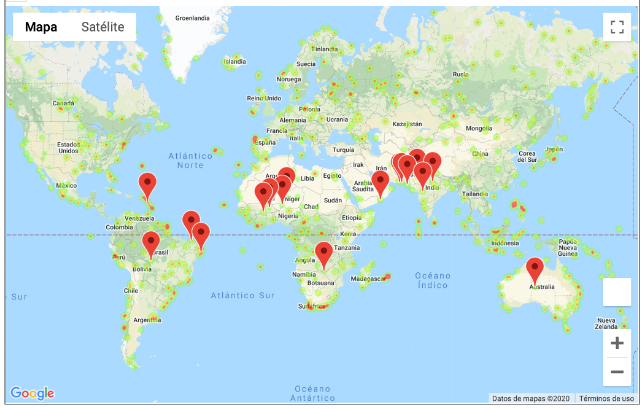 Mapa
Satélite
Groenlandia
Islandia
Finlandia
Suecia
Noruega
Rusia
Reino Unido
Polonia
Alemania
Ucrania
Francia
Italia
España
Kazajistán
Mongolia
Turquía
China
Japón
Corea del Sur
Canadá
Estados Unidos
México
Atlántico Norte
Argelia
Libia
Egipto
Irak
Irán
Arabia Saudita
India
Tailandia
Níger
Chad
Sudán
Nigeria
Etiopía
Kenia
Tanzania
Angola
Namibia
Botsuana
Madagascar
Sudáfrica
Venezuela
Colombia
Brasil
Perú
Bolivia
Chile
Argentina
Sur
Atlántico Sur
Océano Índico
Indonesia
Papúa Nueva Guinea
Australia
Nueva Zelanda
Océano Antártico
Google
+
−
Datos de mapas ©2020
Términos de uso